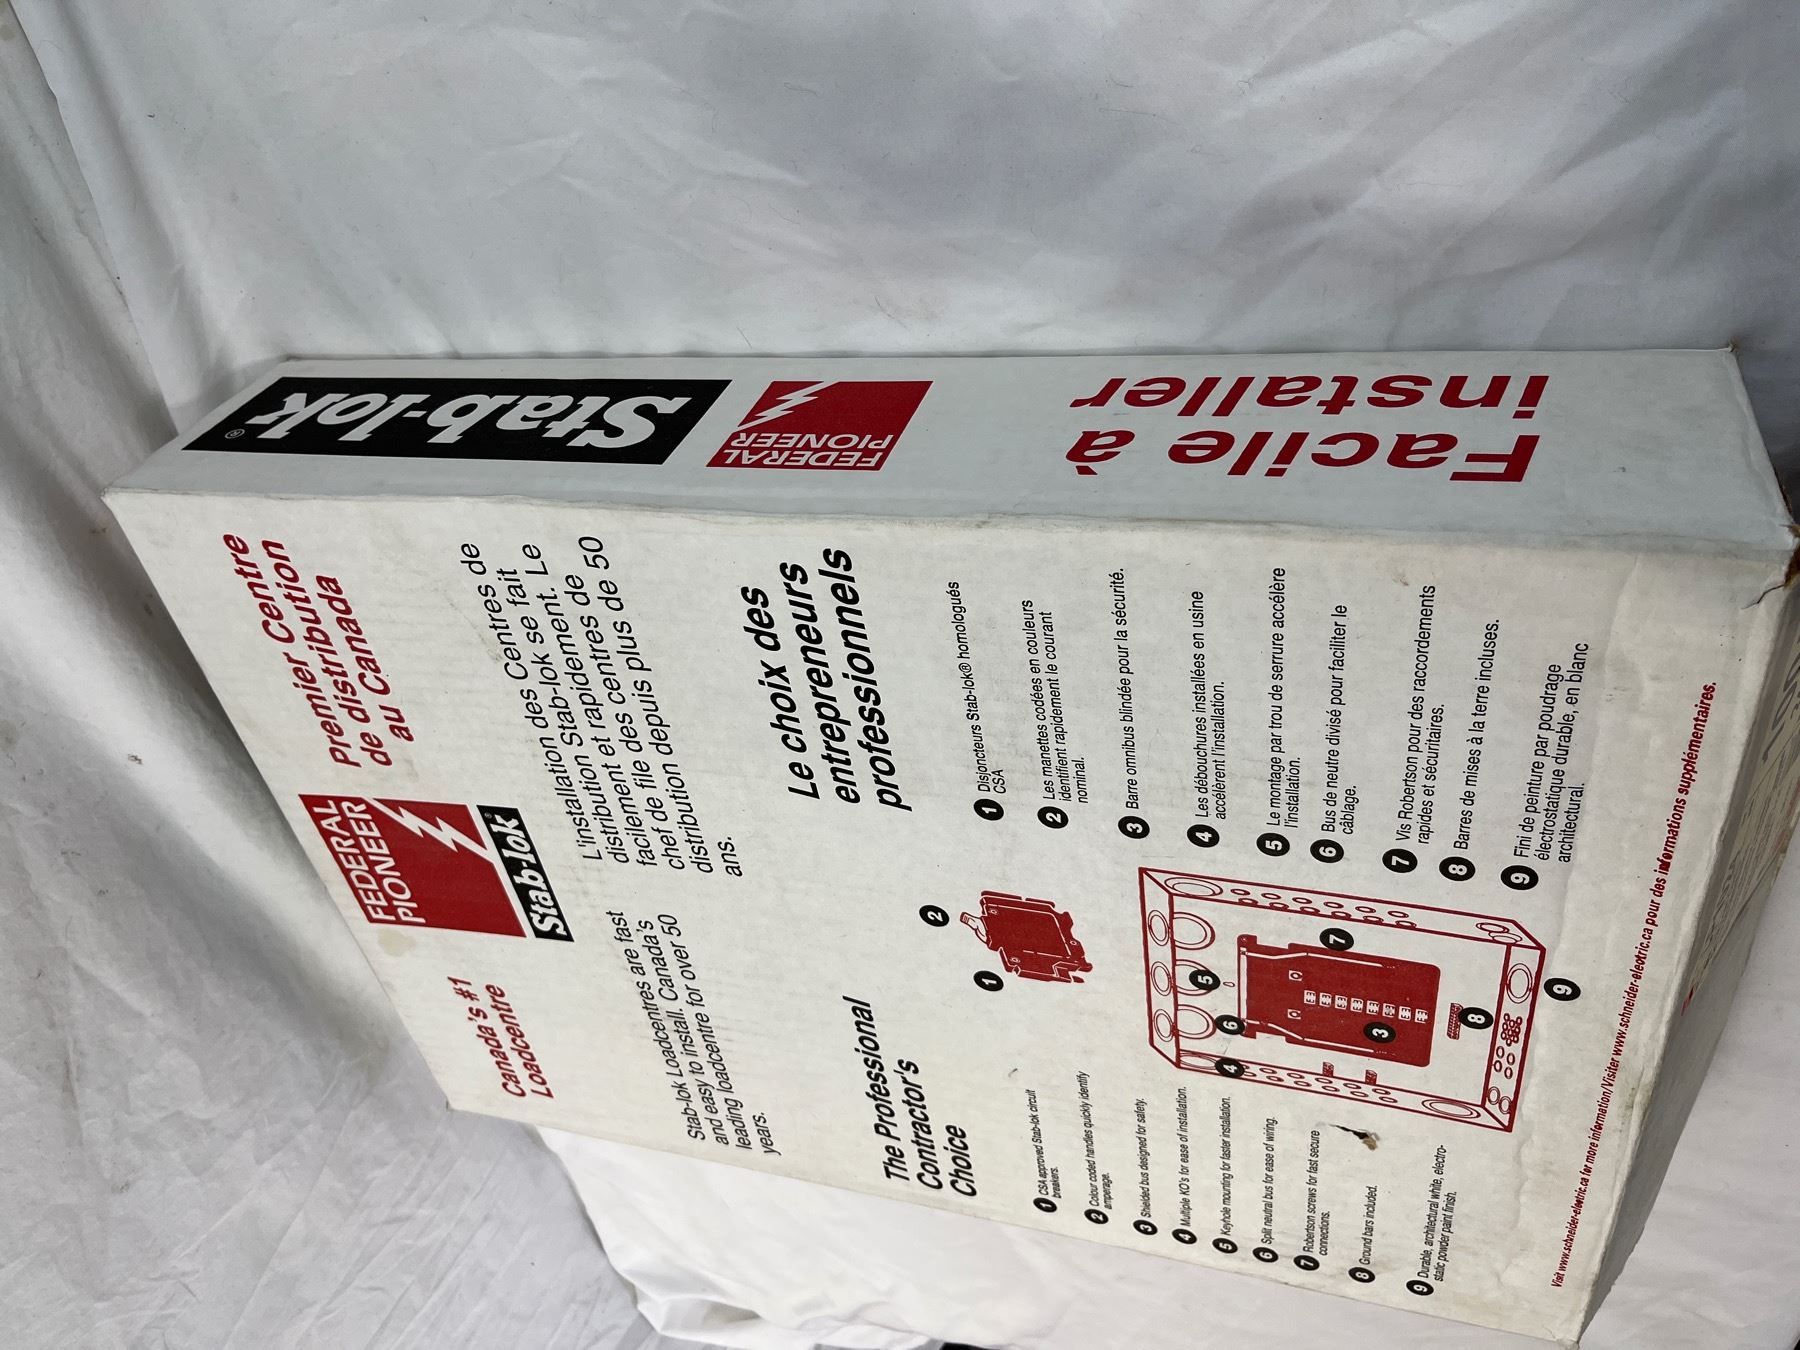 Stab-lok®
FEDERAL
PIONEER
Facile à
installer
Canada's #1
Loadcentre
FEDERAL
PIONEER
Stab-lok®
Premier Centre
de distribution
au Canada
Stab-lok Loadcentres are fast
and easy to install. Canada's
leading loadcentre for over 50
years.
L'installation des Centres de
distribution Stab-lok se fait
facilement et rapidement. Le
chef de file des centres de
distribution depuis plus de 50
ans.
The Professional
Contractor's
Choice
Le choix des
entrepreneurs
professionnels
1 CSA approved Stab-lok circuit
breakers.
2 Colour coded handles quickly identify
amperage.
3 Shielded bus designed for safety.
4 Multiple KO's for ease of installation.
5 Keyhole mounting for faster installation.
6 Split neutral bus for ease of wiring.
7 Robertson screws for fast secure
connections.
8 Ground bars included.
9 Durable, architectural white, electro-
static powder paint finish.
1
2
4
6
5
7
3
8
9
1 Disjoncteurs Stab-lok® homologués
CSA
2 Les manettes codées en couleurs
identifient rapidement le courant
nominal.
3 Barre omnibus blindée pour la sécurité.
4 Les débouchures installées en usine
accélèrent l'installation.
5 Le montage par trou de serrure accélère
l'installation.
6 Bus de neutre divisé pour faciliter le
câblage.
7 Vis Robertson pour des raccordements
rapides et sécuritaires.
8 Barres de mises à la terre incluses.
9 Fini de peinture par poudrage
électrostatique durable, en blanc
architectural.
Visit www.schneider-electric.ca for more information/Visiter www.schneider-electric.ca pour des informations supplémentaires.